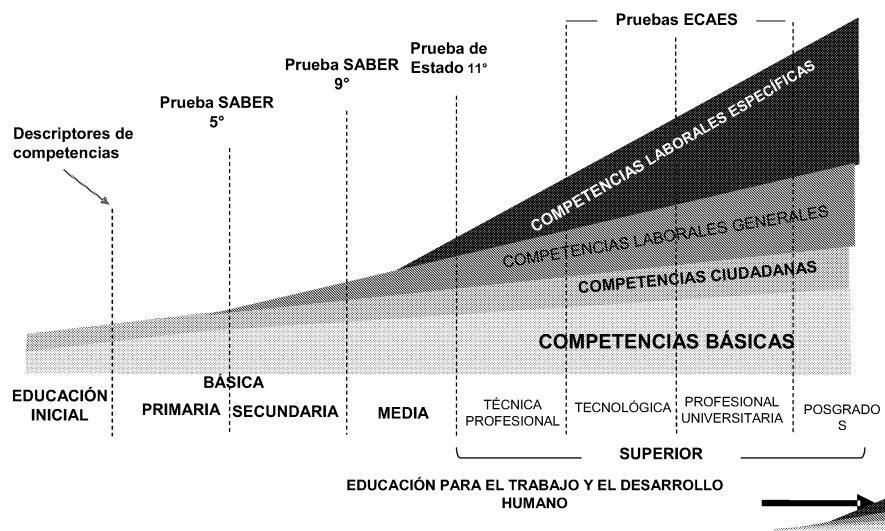 Pruebas ECAES
Prueba de
Estado 11°
Prueba SABER
9°
Prueba SABER
5°
Descriptores de
competencias
COMPETENCIAS LABORALES ESPECÍFICAS
COMPETENCIAS LABORALES GENERALES
COMPETENCIAS CIUDADANAS
COMPETENCIAS BÁSICAS
EDUCACIÓN
INICIAL
BÁSICA
PRIMARIA
SECUNDARIA
MEDIA
TÉCNICA
PROFESIONAL
TECNOLÓGICA
PROFESIONAL
UNIVERSITARIA
POSGRADO
S
SUPERIOR
EDUCACIÓN PARA EL TRABAJO Y EL DESARROLLO
HUMANO